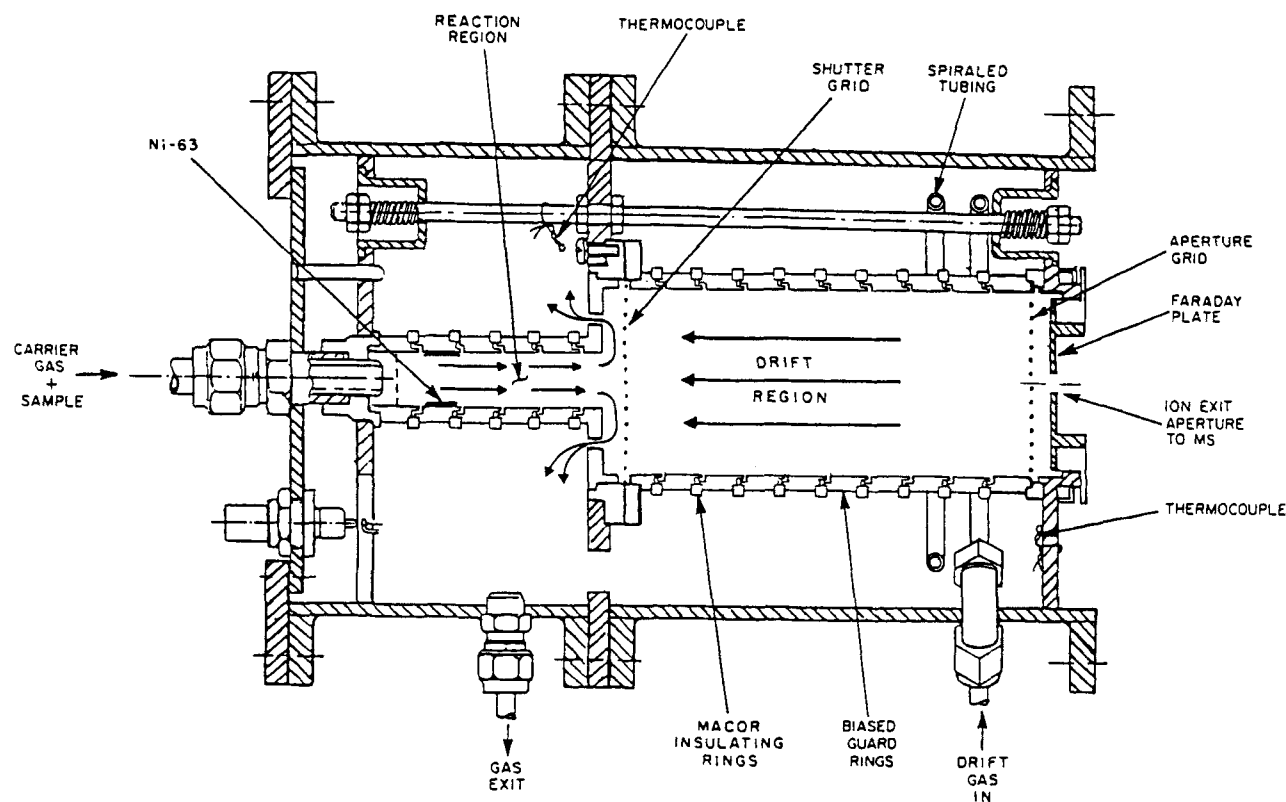 REACTION
REGION
THERMOCOUPLE
SHUTTER
GRID
SPIRALED
TUBING
Ni-63
APERTURE
GRID
FARADAY
PLATE
CARRIER
GAS
+
SAMPLE
DRIFT
REGION
ION EXIT
APERTURE
TO MS
THERMOCOUPLE
MACOR
INSULATING
RINGS
BIASED
GUARD
RINGS
GAS
EXIT
DRIFT
GAS
IN